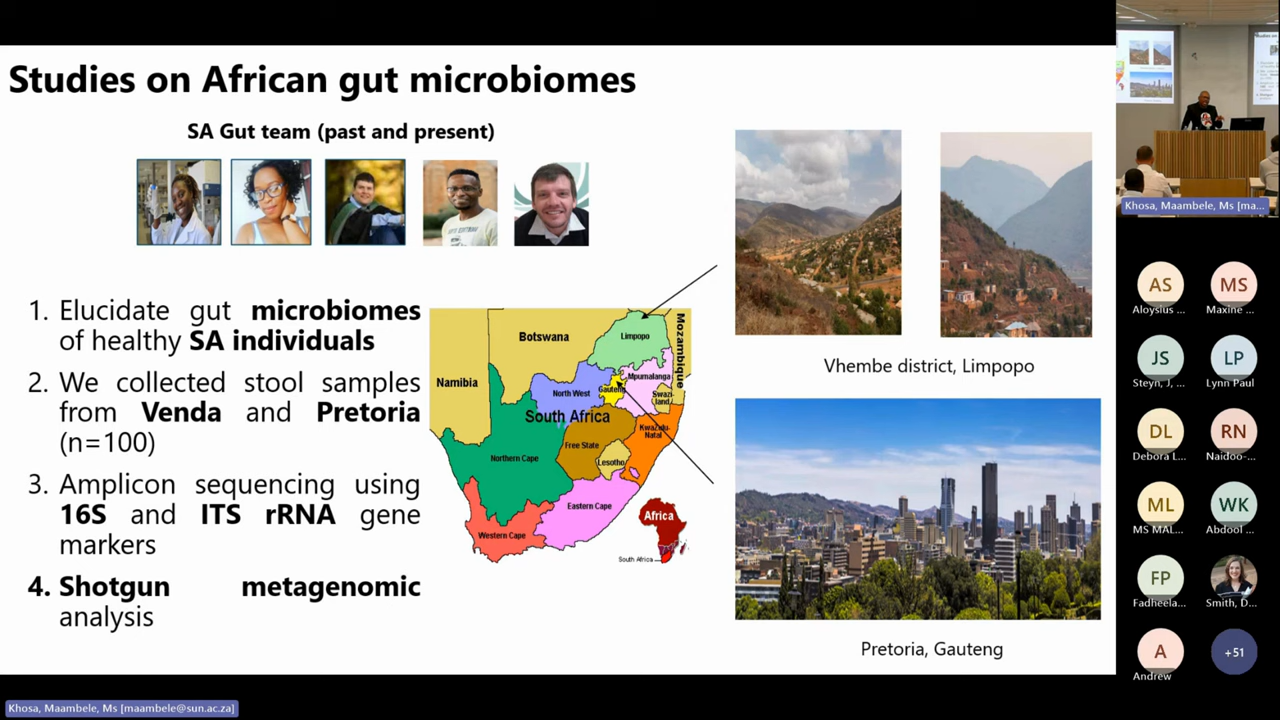 Studies on African gut microbiomes
SA Gut team (past and present)
1. Elucidate gut microbiomes
of healthy SA individuals
2. We collected stool samples
from Venda and Pretoria
(n=100)
3. Amplicon sequencing using
16S and ITS rRNA gene
markers
4. Shotgun metagenomic
analysis
Botswana
Limpopo
Mozambique
Namibia
North West
Gauteng
Mpumalanga
Swazi-
land
South Africa
KwaZulu-
Natal
Free State
Northern Cape
Lesotho
Eastern Cape
Western Cape
Africa
South Africa
Vhembe district, Limpopo
Pretoria, Gauteng
Khosa, Maambele, Ms [ma...
AS
MS
Aloysius ...
Maxine ...
JS
LP
Steyn, J, ...
Lynn Paul
DL
RN
Debora L...
Naidoo-...
ML
WK
MS MAL...
Abdool ...
FP
Fadheela...
Smith, D...
A
+51
Andrew
Khosa, Maambele, Ms [maambele@sun.ac.za]